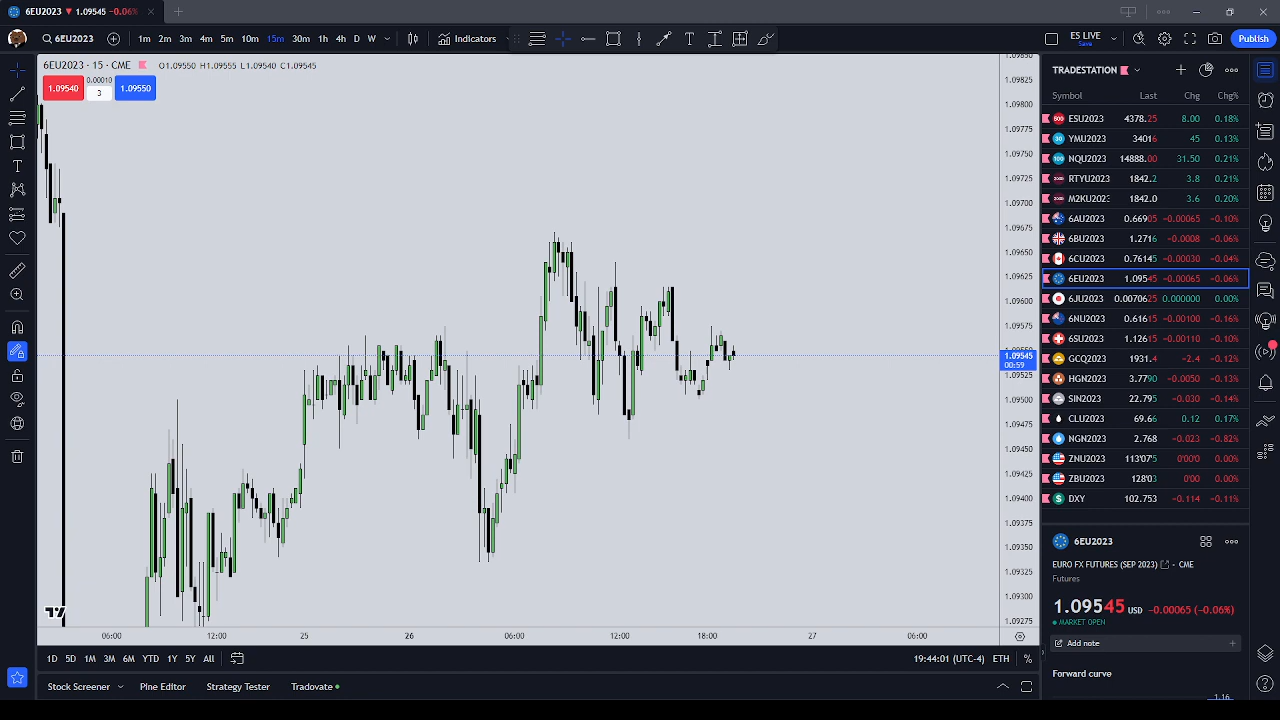 6EU2023 ▼ 1.09545 −0.06%
6EU2023 1m 2m 3m 4m 5m 10m 15m 30m 1h 4h D W Indicators ES LIVE Save Publish
6EU2023 · 15 · CME O1.09550 H1.09555 L1.09540 C1.09545
1.09540 0.00010 3 1.09550
TRADESTATION
Symbol Last Chg Chg%
ESU2023 4378.25 8.00 0.18%
YMU2023 34016 45 0.13%
NQU2023 14888.00 31.50 0.21%
RTYU2023 1842.2 3.8 0.21%
M2KU2023 1842.0 3.6 0.20%
6AU2023 0.66905 −0.00065 −0.10%
6BU2023 1.2716 −0.0008 −0.06%
6CU2023 0.76145 −0.00030 −0.04%
6EU2023 1.09545 −0.00065 −0.06%
6JU2023 0.0070625 0.000000 0.00%
6NU2023 0.61615 −0.00100 −0.16%
6SU2023 1.12615 −0.00110 −0.10%
GCQ2023 1931.4 −2.4 −0.12%
HGN2023 3.7790 −0.0050 −0.13%
SIN2023 22.795 −0.030 −0.14%
CLU2023 69.66 0.12 0.17%
NGN2023 2.768 −0.023 −0.82%
ZNU2023 113'07'5 0'00'0 0.00%
ZBU2023 128'03 0'00 0.00%
DXY 102.753 −0.114 −0.11%
1.09825
1.09800
1.09775
1.09750
1.09725
1.09700
1.09675
1.09650
1.09625
1.09600
1.09575
1.09545
00:59
1.09525
1.09500
1.09475
1.09450
1.09425
1.09400
1.09375
1.09350
1.09325
1.09300
1.09275
06:00 12:00 25 26 06:00 12:00 18:00 27 06:00
6EU2023
EURO FX FUTURES (SEP 2023) · CME
Futures
1.09545 USD −0.00065 (−0.06%)
MARKET OPEN
Add note
Forward curve
1.16
1D 5D 1M 3M 6M YTD 1Y 5Y All 19:44:01 (UTC-4) ETH %
Stock Screener Pine Editor Strategy Tester Tradovate